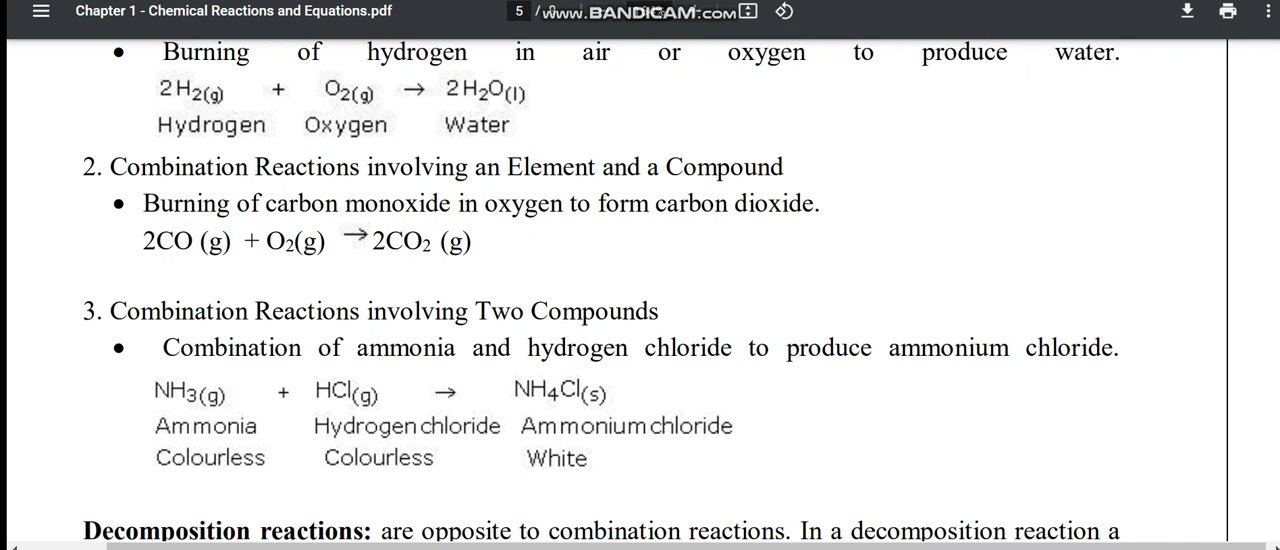 Chapter 1 - Chemical Reactions and Equations.pdf
5 /
www.BANDICAM.com
• Burning of hydrogen in air or oxygen to produce water.
2H2(g) + O2(g) → 2H2O(l)
Hydrogen Oxygen Water
2. Combination Reactions involving an Element and a Compound
• Burning of carbon monoxide in oxygen to form carbon dioxide.
2CO (g) + O2(g) → 2CO2 (g)
3. Combination Reactions involving Two Compounds
• Combination of ammonia and hydrogen chloride to produce ammonium chloride.
NH3(g) + HCl(g) → NH4Cl(s)
Ammonia Hydrogen chloride Ammonium chloride
Colourless Colourless White
Decomposition reactions: are opposite to combination reactions. In a decomposition reaction a